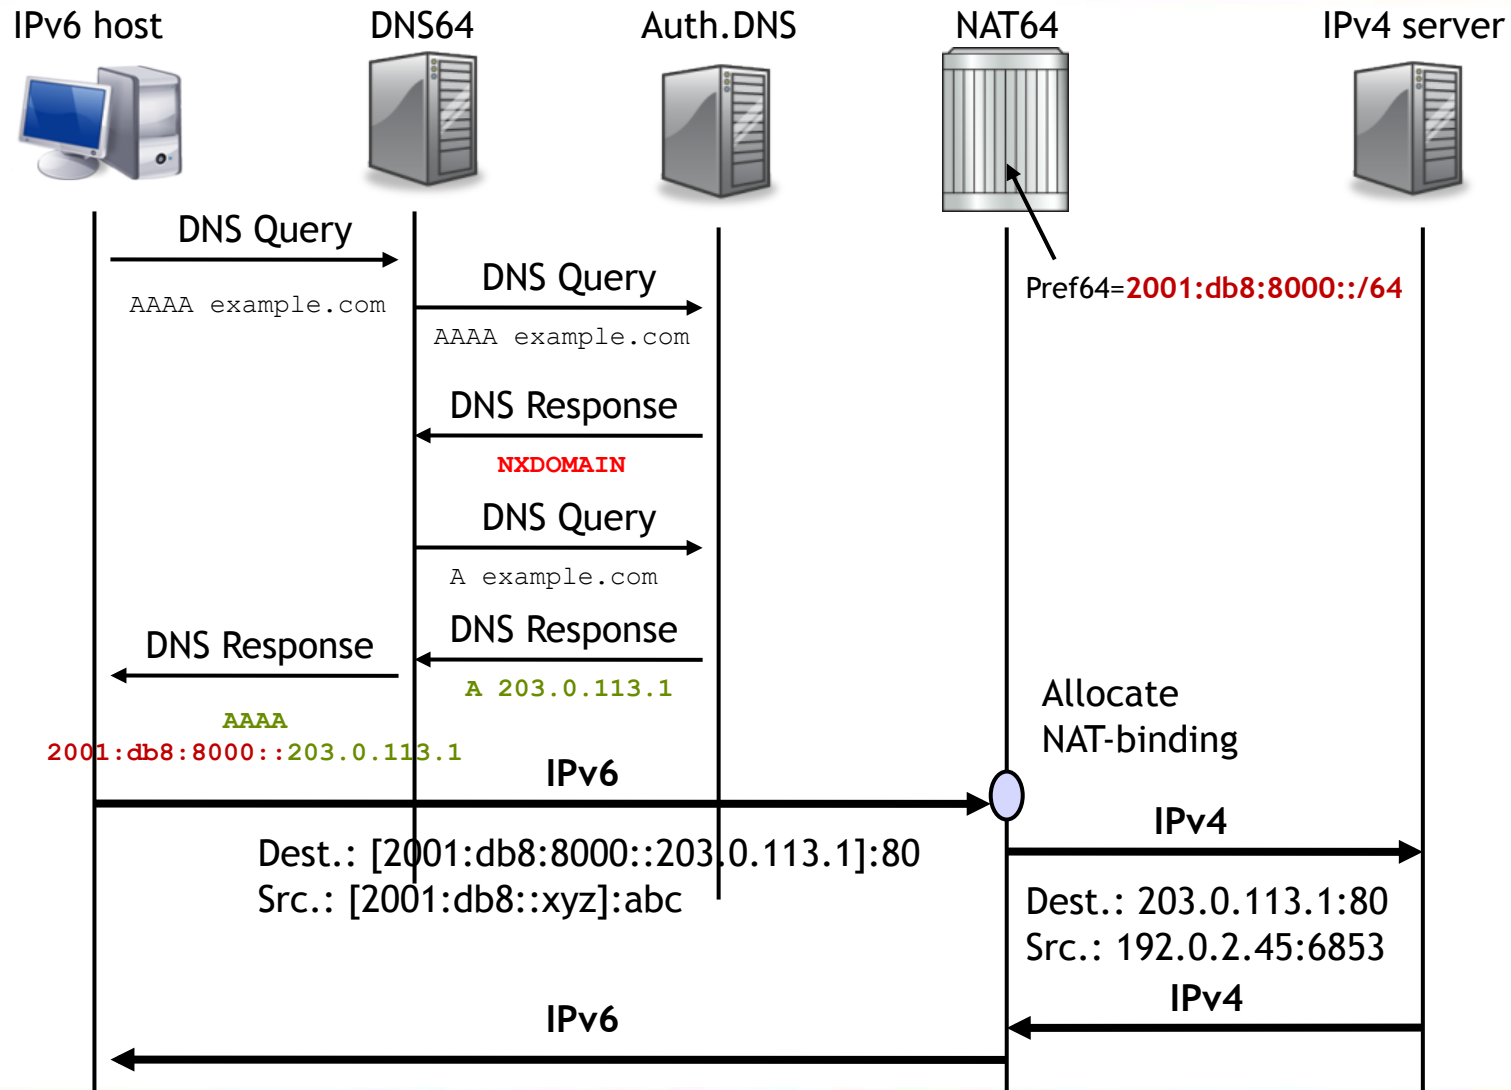 IPv6 host
DNS64
Auth.DNS
NAT64
IPv4 server
DNS Query
AAAA example.com
DNS Query
AAAA example.com
Pref64=2001:db8:8000::/64
DNS Response
NXDOMAIN
DNS Query
A example.com
DNS Response
A 203.0.113.1
DNS Response
AAAA
2001:db8:8000::203.0.113.1
Allocate
NAT-binding
IPv6
Dest.: [2001:db8:8000::203.0.113.1]:80
Src.: [2001:db8::xyz]:abc
IPv4
Dest.: 203.0.113.1:80
Src.: 192.0.2.45:6853
IPv4
IPv6